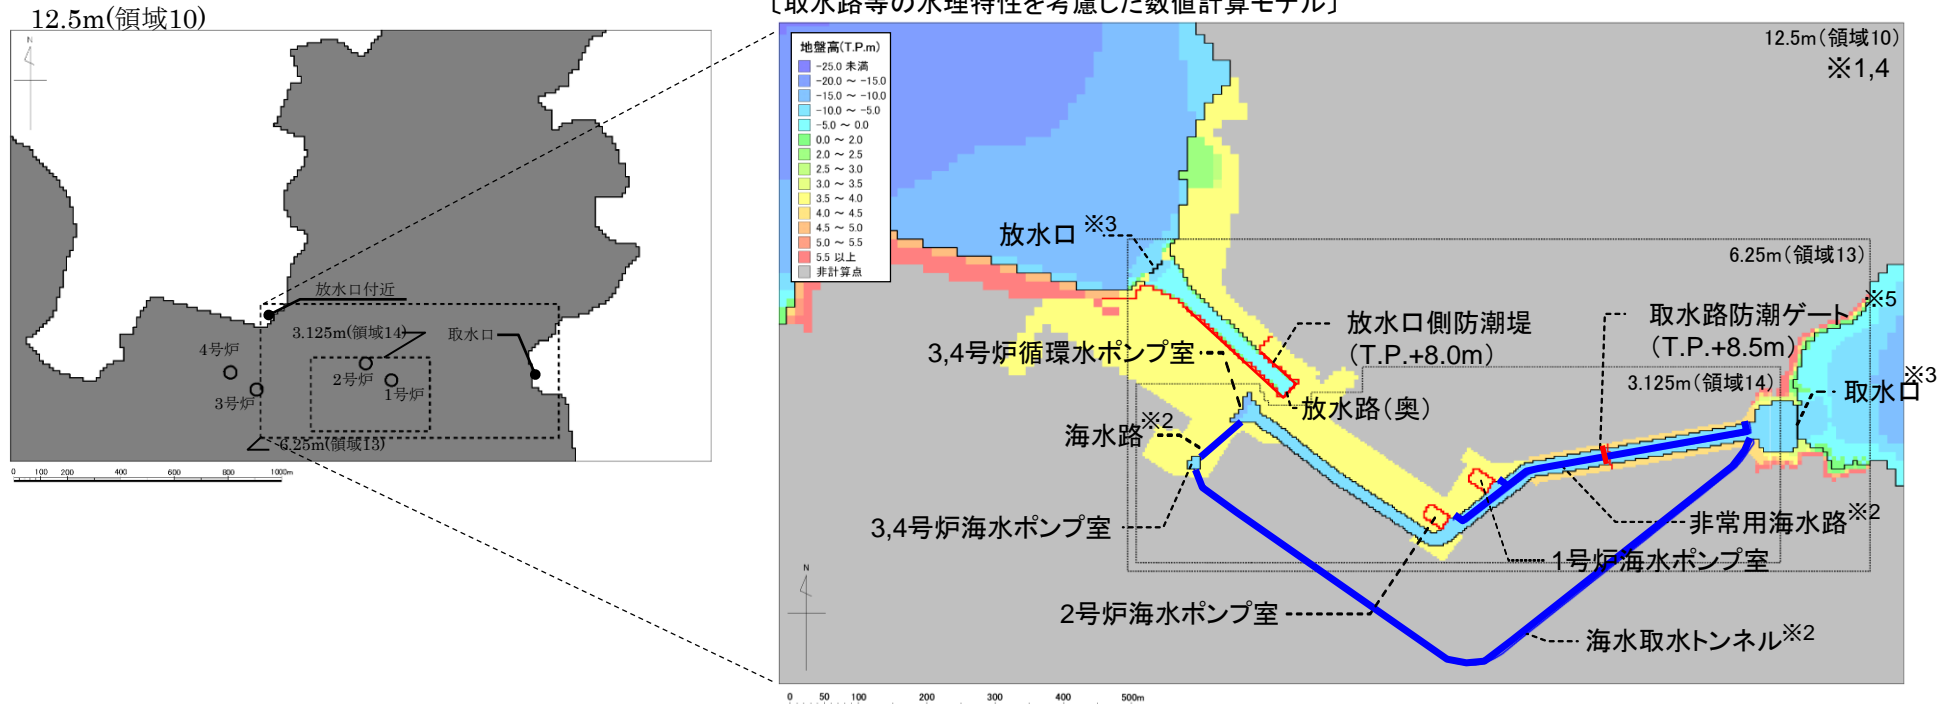 12.5m(領域10)
N
放水口付近
3.125m(領域14)
取水口
4号炉
2号炉
1号炉
3号炉
6.25m(領域13)
0 100 200 400 600 800 1000m
〔取水路等の水理特性を考慮した数値計算モデル〕
地盤高(T.P.m)
-25.0 未満
-20.0 ～ -15.0
-15.0 ～ -10.0
-10.0 ～ -5.0
-5.0 ～ 0.0
0.0 ～ 2.0
2.0 ～ 2.5
2.5 ～ 3.0
3.0 ～ 3.5
3.5 ～ 4.0
4.0 ～ 4.5
4.5 ～ 5.0
5.0 ～ 5.5
5.5 以上
非計算点
12.5m(領域10)
※1,4
放水口※3
6.25m(領域13)
放水口側防潮堤
(T.P.+8.0m)
取水路防潮ゲート※5
(T.P.+8.5m)
3,4号炉循環水ポンプ室
3.125m(領域14)
取水口※3
放水路(奥)
海水路※2
3,4号炉海水ポンプ室
非常用海水路※2
1号炉海水ポンプ室
2号炉海水ポンプ室
海水取水トンネル※2
N
0 50 100 200 300 400 500m